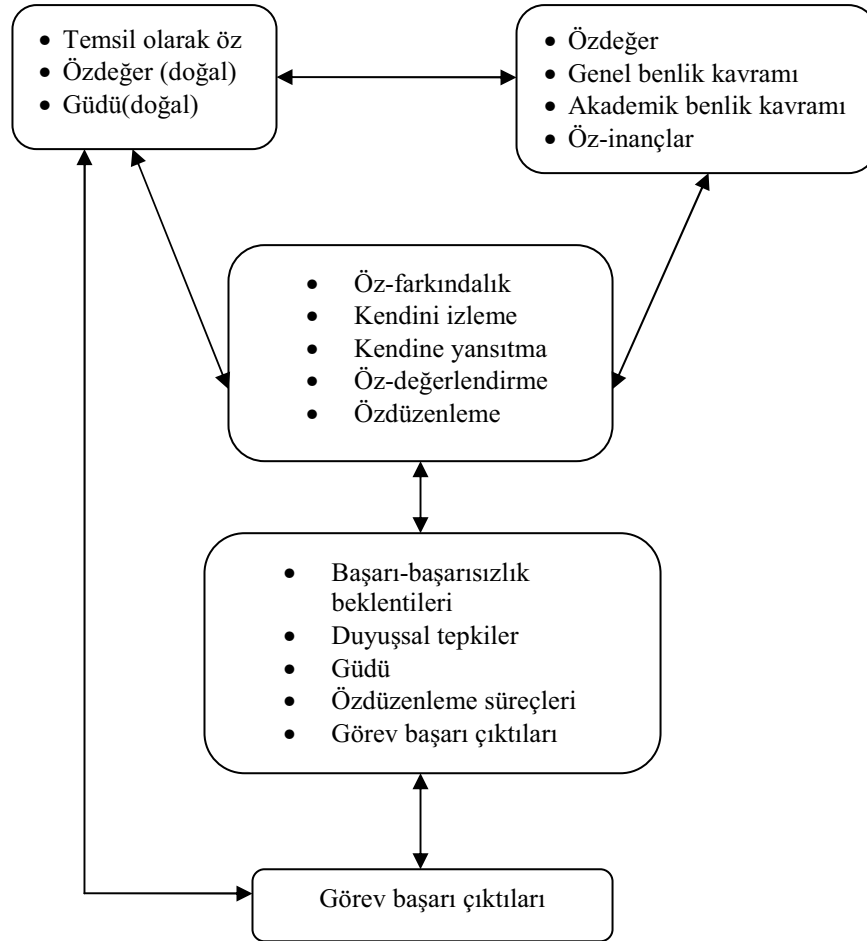 • Temsil olarak öz
• Özdeğer (doğal)
• Güdü(doğal)
• Özdeğer
• Genel benlik kavramı
• Akademik benlik kavramı
• Öz-inançlar
• Öz-farkındalık
• Kendini izleme
• Kendine yansıtma
• Öz-değerlendirme
• Özdüzenleme
• Başarı-başarısızlık
beklentileri
• Duyuşsal tepkiler
• Güdü
• Özdüzenleme süreçleri
• Görev başarı çıktıları
Görev başarı çıktıları